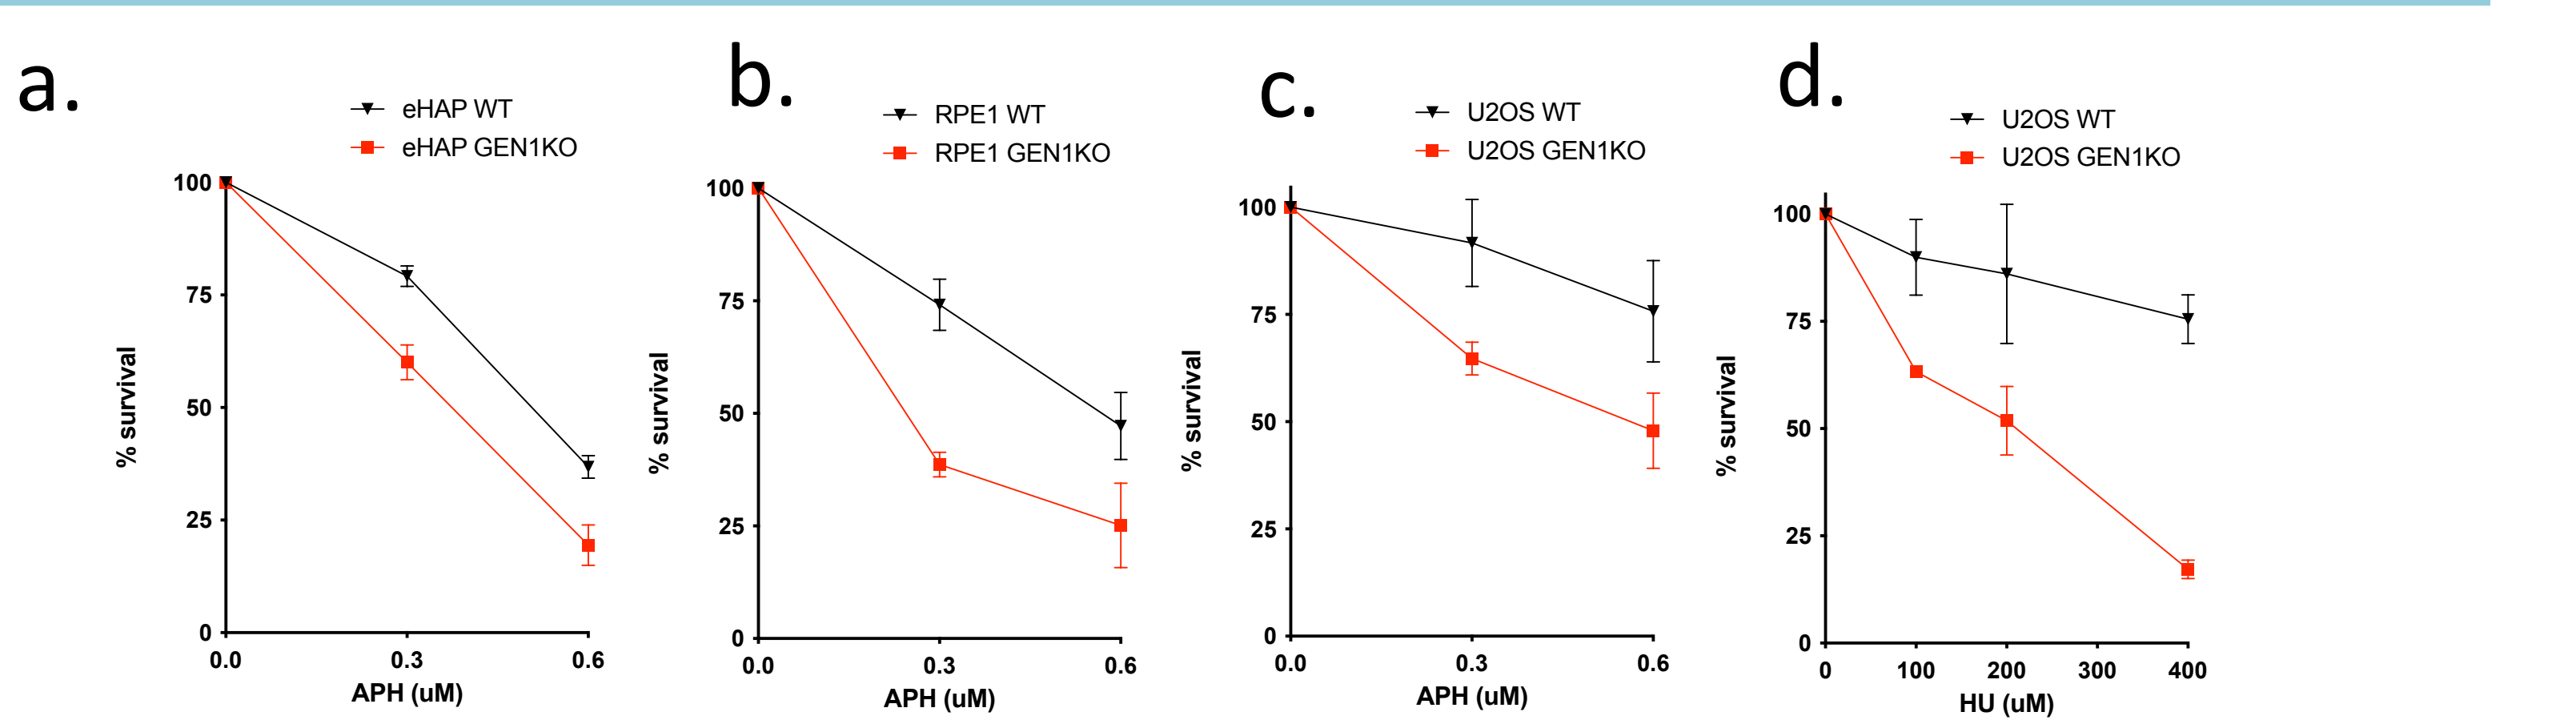 a.
eHAP WT
eHAP GEN1KO
100
75
50
25
0
% survival
0.0 0.3 0.6
APH (uM)
b.
RPE1 WT
RPE1 GEN1KO
100
75
50
25
0
% survival
0.0 0.3 0.6
APH (uM)
c.
U2OS WT
U2OS GEN1KO
100
75
50
25
0
% survival
0.0 0.3 0.6
APH (uM)
d.
U2OS WT
U2OS GEN1KO
100
75
50
25
0
% survival
0 100 200 300 400
HU (uM)